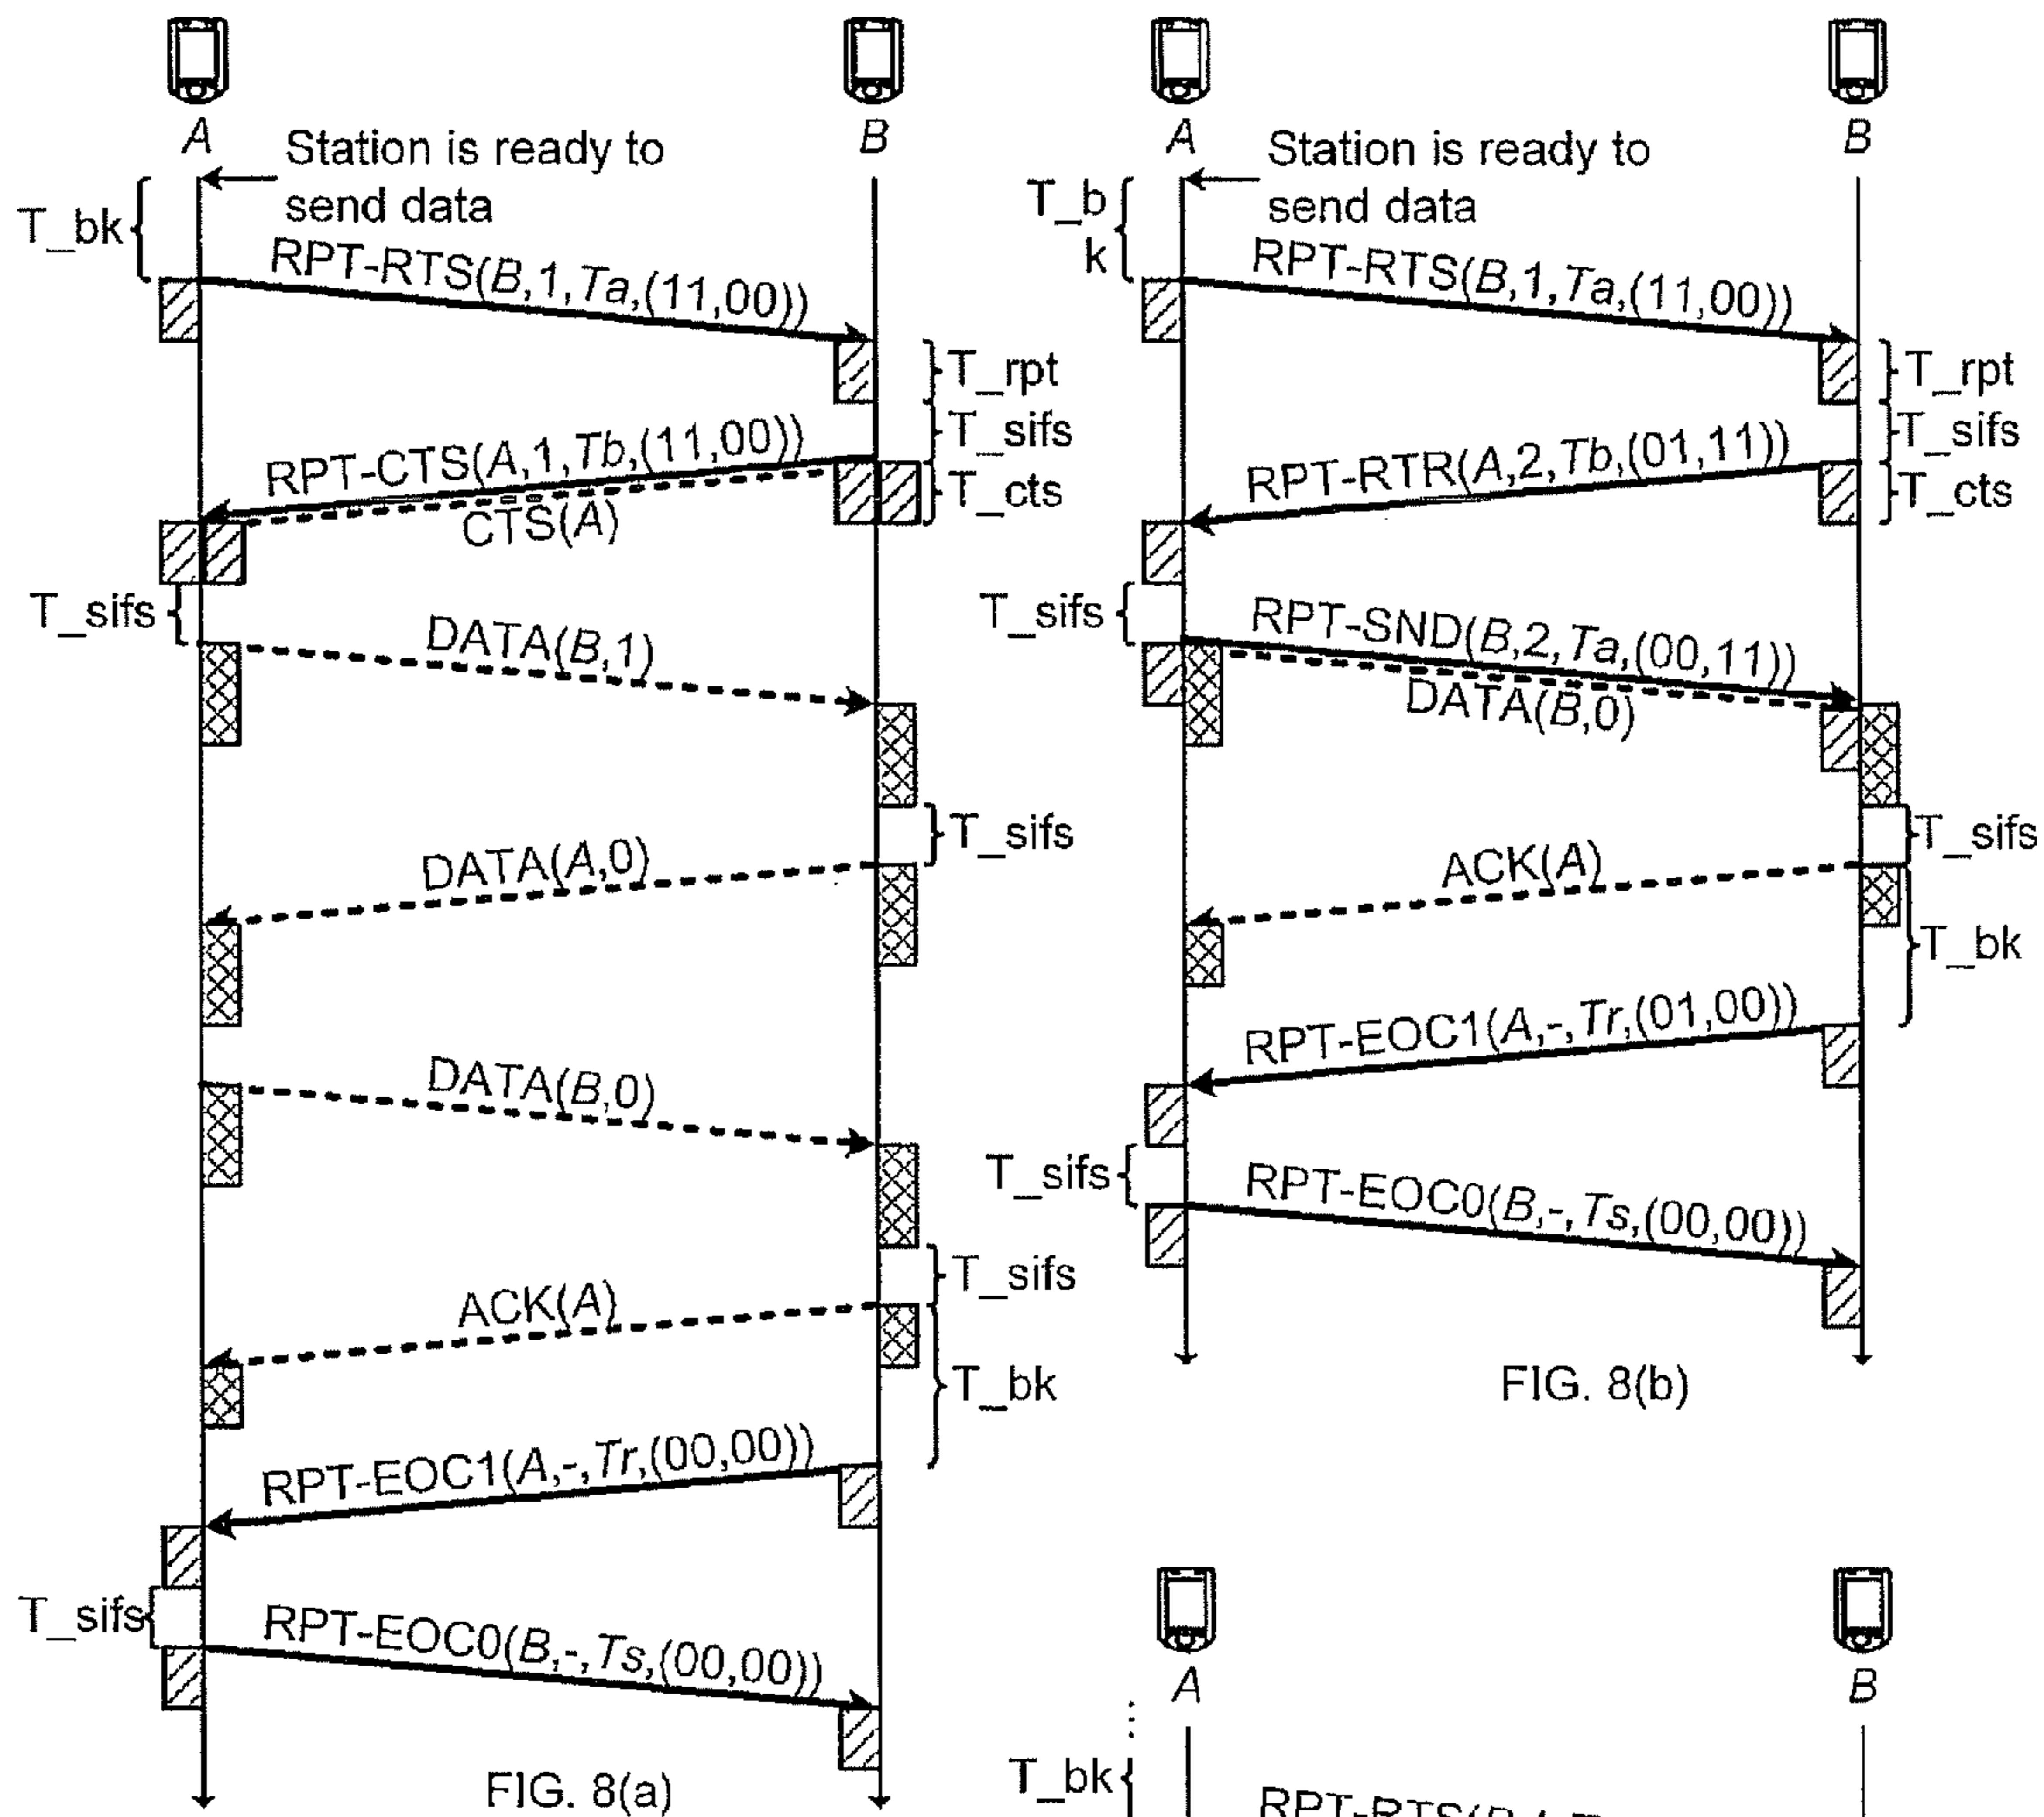 A
B
Station is ready to
send data
T_bk
RPT-RTS(B,1,Ta,(11,00))
T_rpt
T_sifs
RPT-CTS(A,1,Tb,(11,00))
T_cts
CTS(A)
T_sifs
DATA(B,1)
T_sifs
DATA(A,0)
DATA(B,0)
T_sifs
ACK(A)
T_bk
RPT-EOC1(A,-,Tr,(00,00))
T_sifs
RPT-EOC0(B,-,Ts,(00,00))
FIG. 8(a)
A
B
Station is ready to
send data
T_b
k
RPT-RTS(B,1,Ta,(11,00))
T_rpt
T_sifs
RPT-RTR(A,2,Tb,(01,11))
T_cts
T_sifs
RPT-SND(B,2,Ta,(00,11))
DATA(B,0)
T_sifs
ACK(A)
T_bk
RPT-EOC1(A,-,Tr,(01,00))
T_sifs
RPT-EOC0(B,-,Ts,(00,00))
FIG. 8(b)
A
B
T_bk